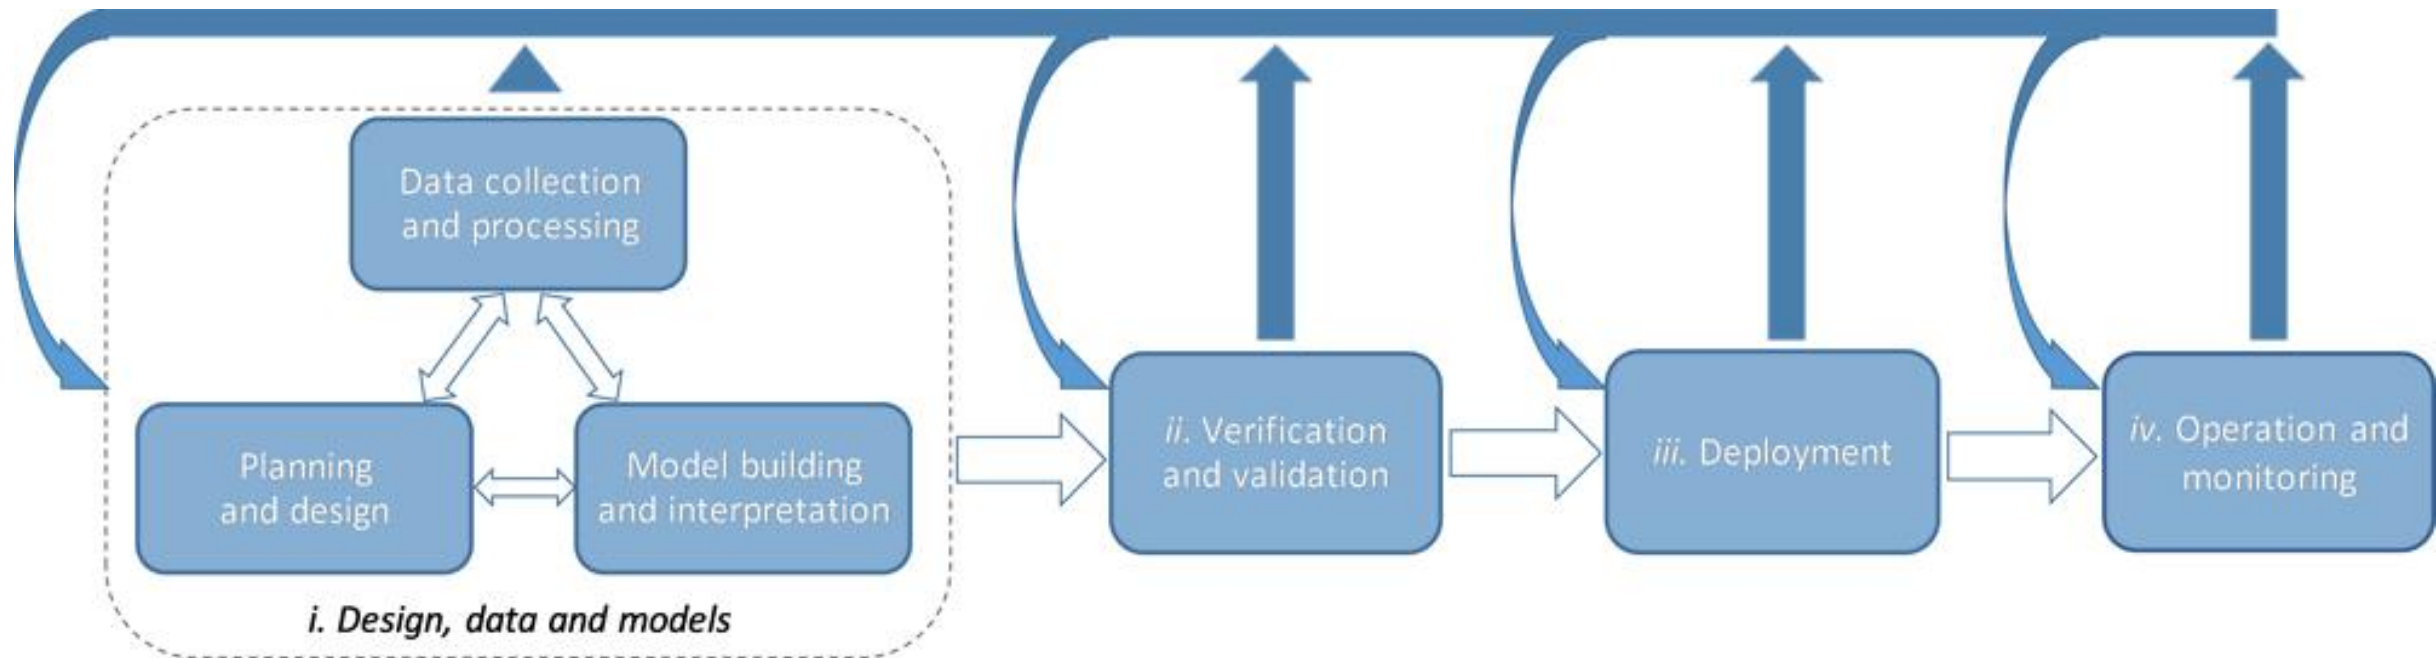 Data collection
and processing
Planning
and design
Model building
and interpretation
i. Design, data and models
ii. Verification
and validation
iii. Deployment
iv. Operation and
monitoring